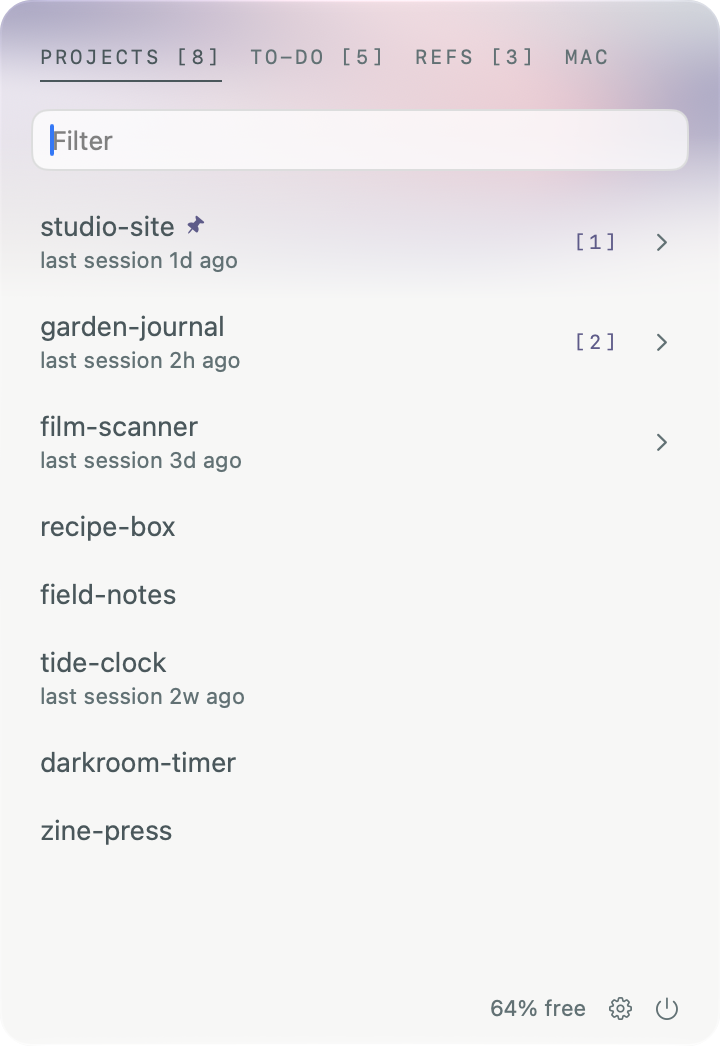 PROJECTS [8] TO-DO [5] REFS [3] MAC
Filter
studio-site
last session 1d ago
[1]
garden-journal
last session 2h ago
[2]
film-scanner
last session 3d ago
recipe-box
field-notes
tide-clock
last session 2w ago
darkroom-timer
zine-press
64% free